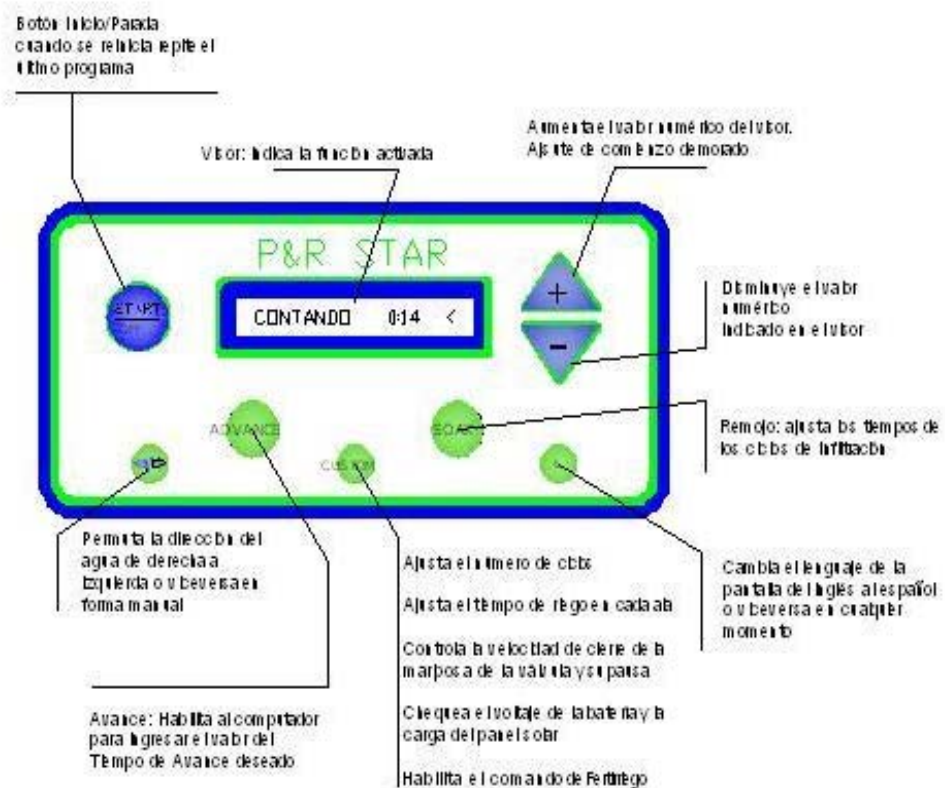 Botón Inicio/Parada
cuando se reinicia repite el
último programa
Visor: Indica la función activada
Aumenta el valor numérico del visor.
Ajsute de comienzo demorado
P&R STAR
START
CONTANDO 0:14 <
+
-
Disminuye el valor
numérico
Indicado en el visor
ADVANCE
SOAK
CUSTOM
Remojo: ajusta los tiempos de
los ciclos de Infiltración
Permuta la dirección del
agua de derecha a
Izquierda o viceversa en
forma manual
Ajusta el número de ciclos
Ajusta el tiempo de riego en cada ala
Controla la velocidad de cierre de la
mariposa de la válvula y su pausa
Chequea el voltaje de la batería y la
carga del panel solar
Habilita el comando de Fertirriego
Cambia el lenguaje de la
pantalla de Inglés a español
o viceversa en cualquier
momento
Avance: Habilita al computador
para Ingresar el valor del
Tiempo de Avance deseado